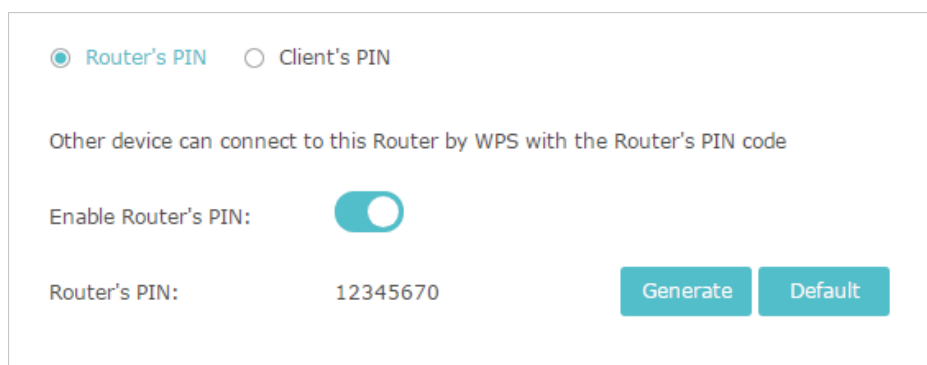 Router's PIN Client's PIN
Other device can connect to this Router by WPS with the Router's PIN code
Enable Router's PIN:
Router's PIN: 12345670 Generate Default